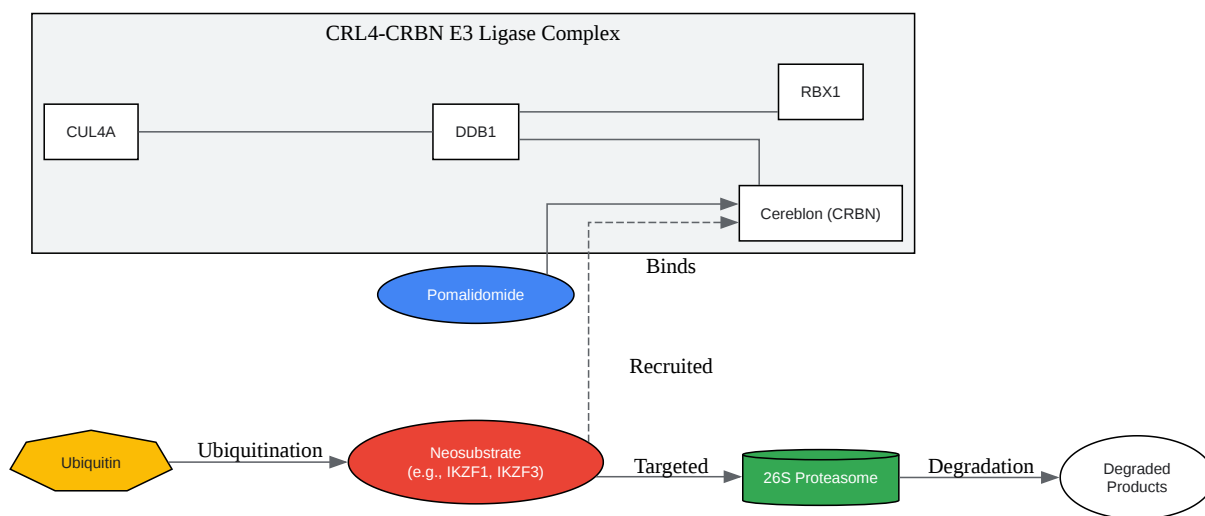 CRL4-CRBN E3 Ligase Complex
RBX1
CUL4A
DDB1
Cereblon (CRBN)
Binds
Pomalidomide
Recruited
Ubiquitin
Ubiquitination
Neosubstrate
(e.g., IKZF1, IKZF3)
Targeted
26S Proteasome
Degradation
Degraded
Products